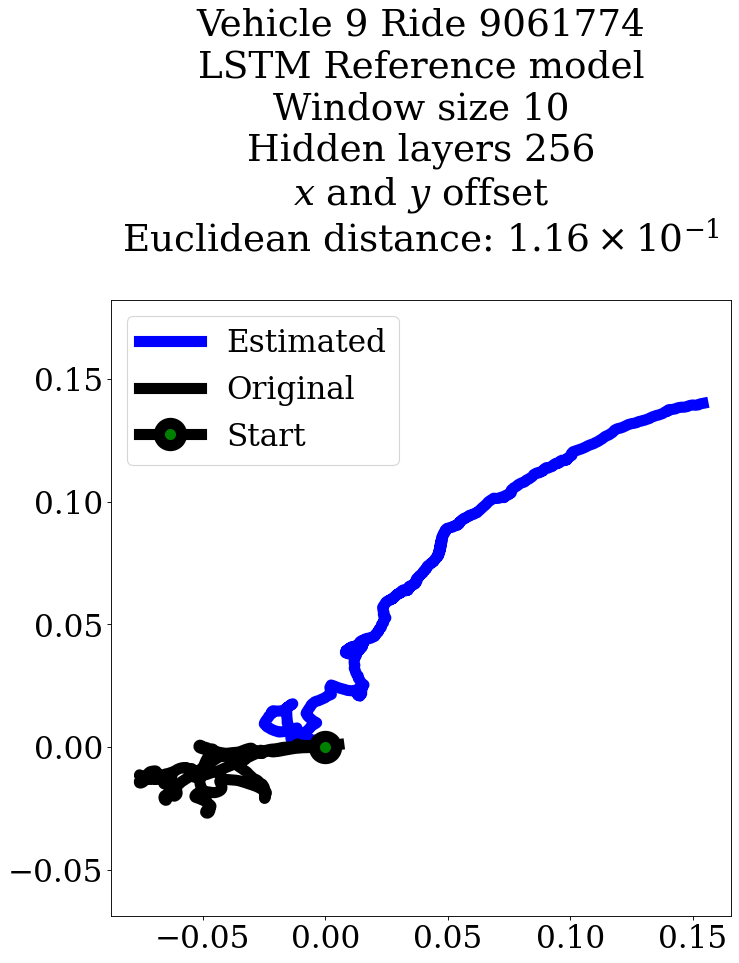 Vehicle 9 Ride 9061774
LSTM Reference model
Window size 10
Hidden layers 256
x and y offset
Euclidean distance: 1.16 × 10⁻¹
Estimated
Original
Start
0.15
0.10
0.05
0.00
−0.05
−0.05 0.00 0.05 0.10 0.15